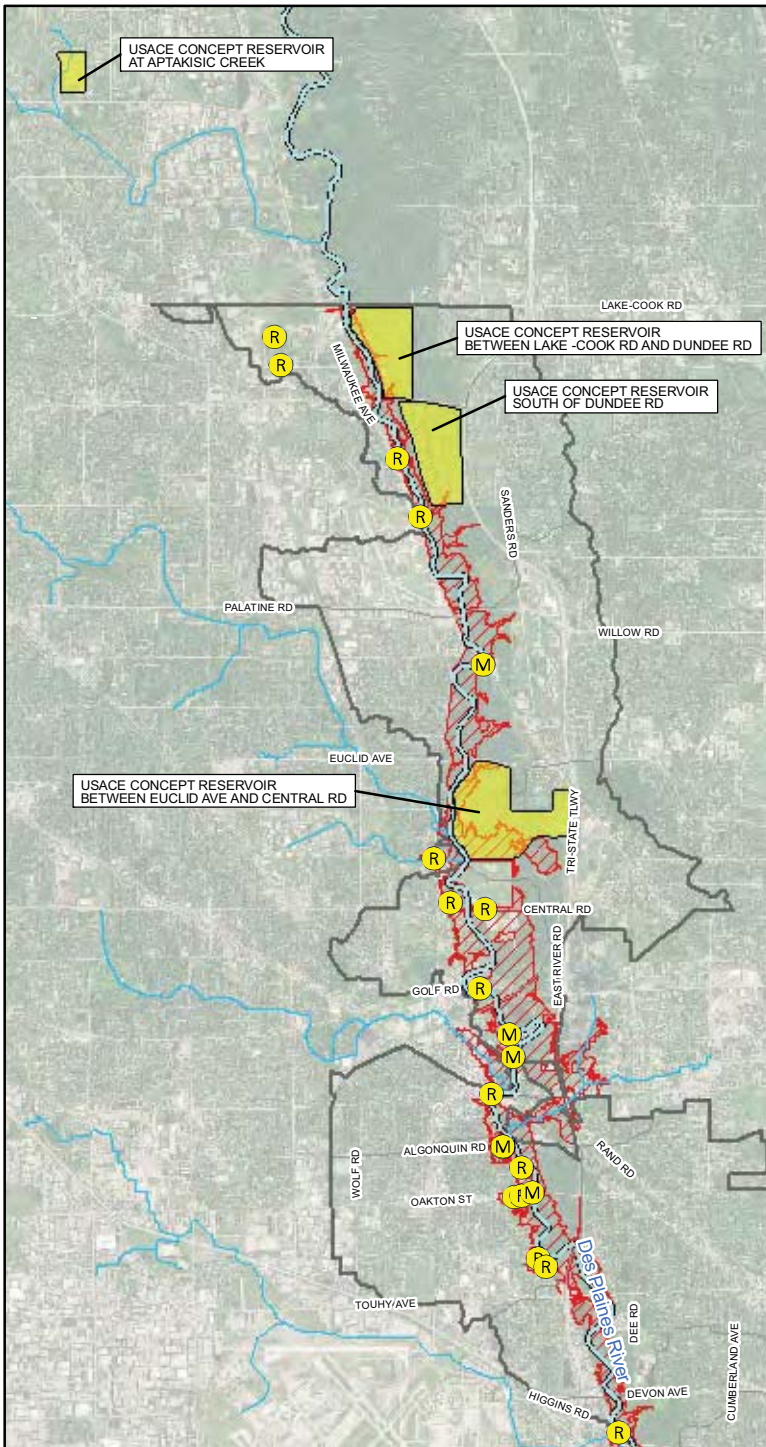 USACE CONCEPT RESERVOIR
AT APTAKISIC CREEK
LAKE-COOK RD
USACE CONCEPT RESERVOIR
BETWEEN LAKE -COOK RD AND DUNDEE RD
R
R
MILWAUKEE AVE
USACE CONCEPT RESERVOIR
SOUTH OF DUNDEE RD
R
R
SANDERS RD
PALATINE RD
WILLOW RD
M
EUCLID AVE
USACE CONCEPT RESERVOIR
BETWEEN EUCLID AVE AND CENTRAL RD
TRI-STATE TLWY
R
R
R
CENTRAL RD
EAST RIVER RD
GOLF RD
R
M
M
R
ALGONQUIN RD
M
RAND RD
WOLF RD
R
OAKTON ST
M
R
R
Des Plaines River
TOUHY AVE
DEE RD
CUMBERLAND AVE
HIGGINS RD
DEVON AVE
R